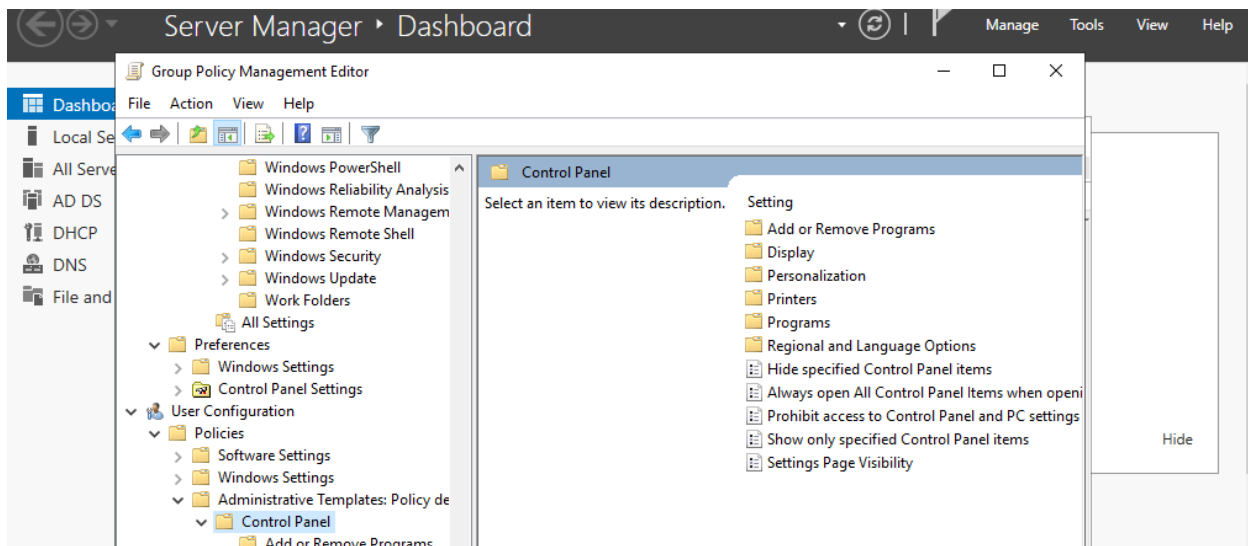 Server Manager ‣ Dashboard
Manage Tools View Help
Group Policy Management Editor
File Action View Help
Dashboa
Local Se
All Serve
AD DS
DHCP
DNS
File and
Windows PowerShell
Windows Reliability Analysis
Windows Remote Managem
Windows Remote Shell
Windows Security
Windows Update
Work Folders
All Settings
Preferences
Windows Settings
Control Panel Settings
User Configuration
Policies
Software Settings
Windows Settings
Administrative Templates: Policy de
Control Panel
Add or Remove Programs
Control Panel
Select an item to view its description.
Setting
Add or Remove Programs
Display
Personalization
Printers
Programs
Regional and Language Options
Hide specified Control Panel items
Always open All Control Panel Items when openi
Prohibit access to Control Panel and PC settings
Show only specified Control Panel items
Settings Page Visibility
Hide